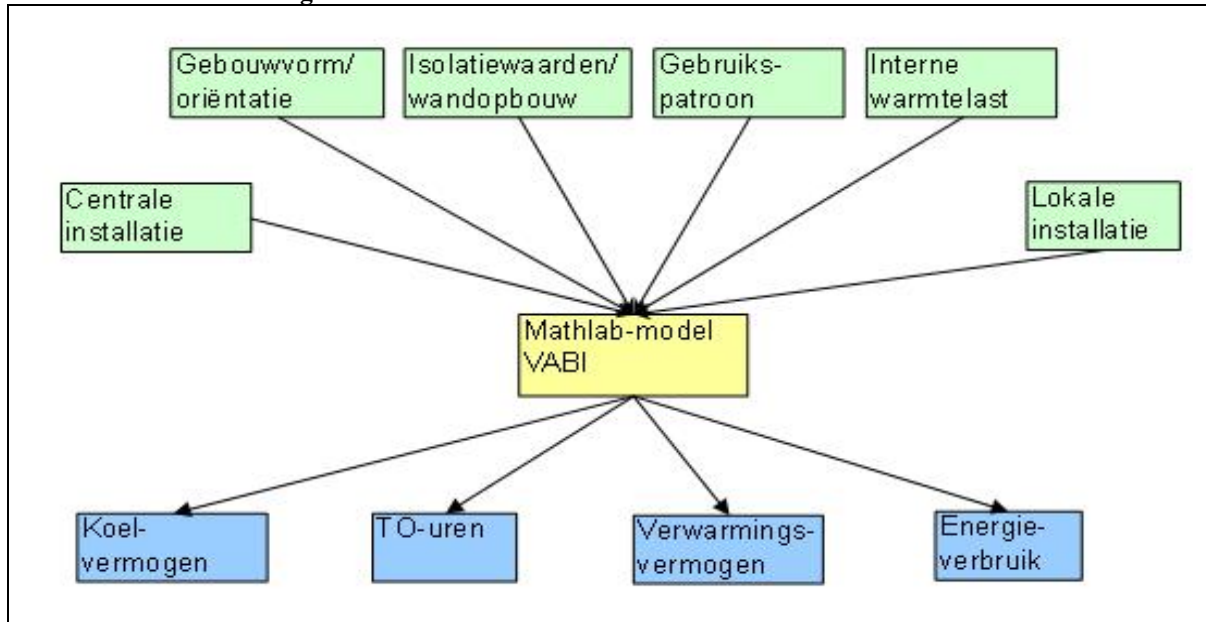 Gebouwvorm/
oriëntatie
Isolatiewaarden/
wandopbouw
Gebruiks-
patroon
Interne
warmtelast
Centrale
installatie
Lokale
installatie
Mathlab-model
VABI
Koel-
vermogen
TO-uren
Verwarmings-
vermogen
Energie-
verbruik